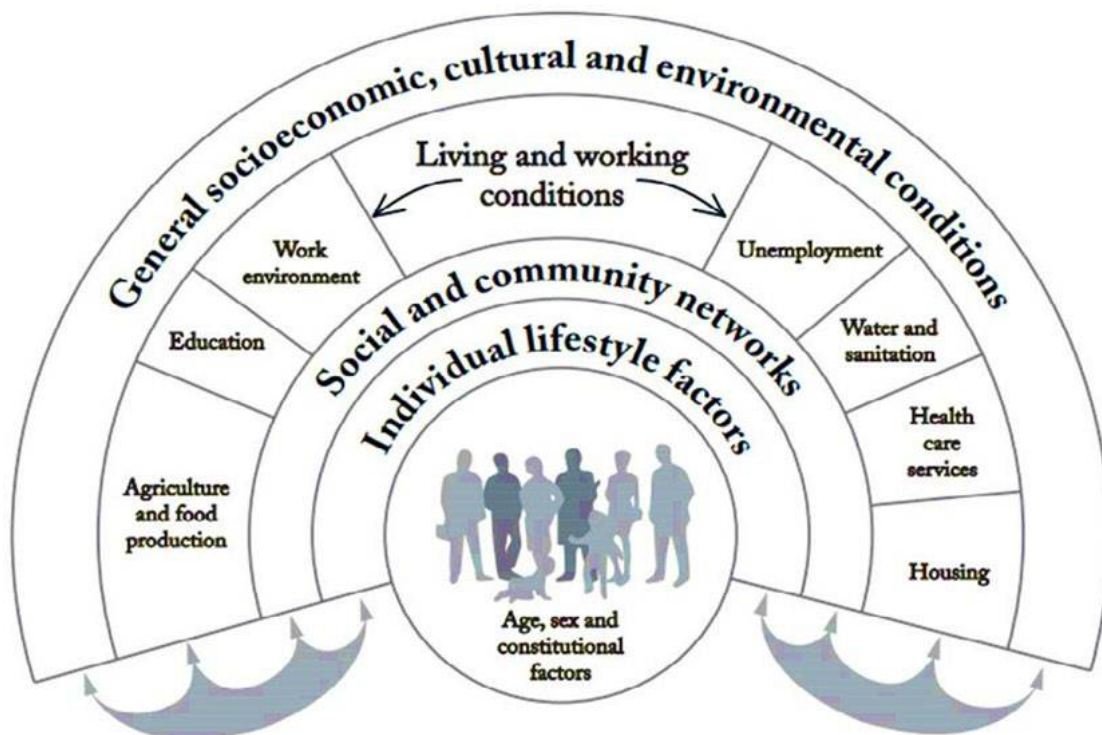 General socioeconomic, cultural and environmental conditions
Living and working
conditions
Work
environment
Unemployment
Education
Water and
sanitation
Agriculture
and food
production
Health
care
services
Housing
Social and community networks
Individual lifestyle factors
Age, sex and
constitutional
factors